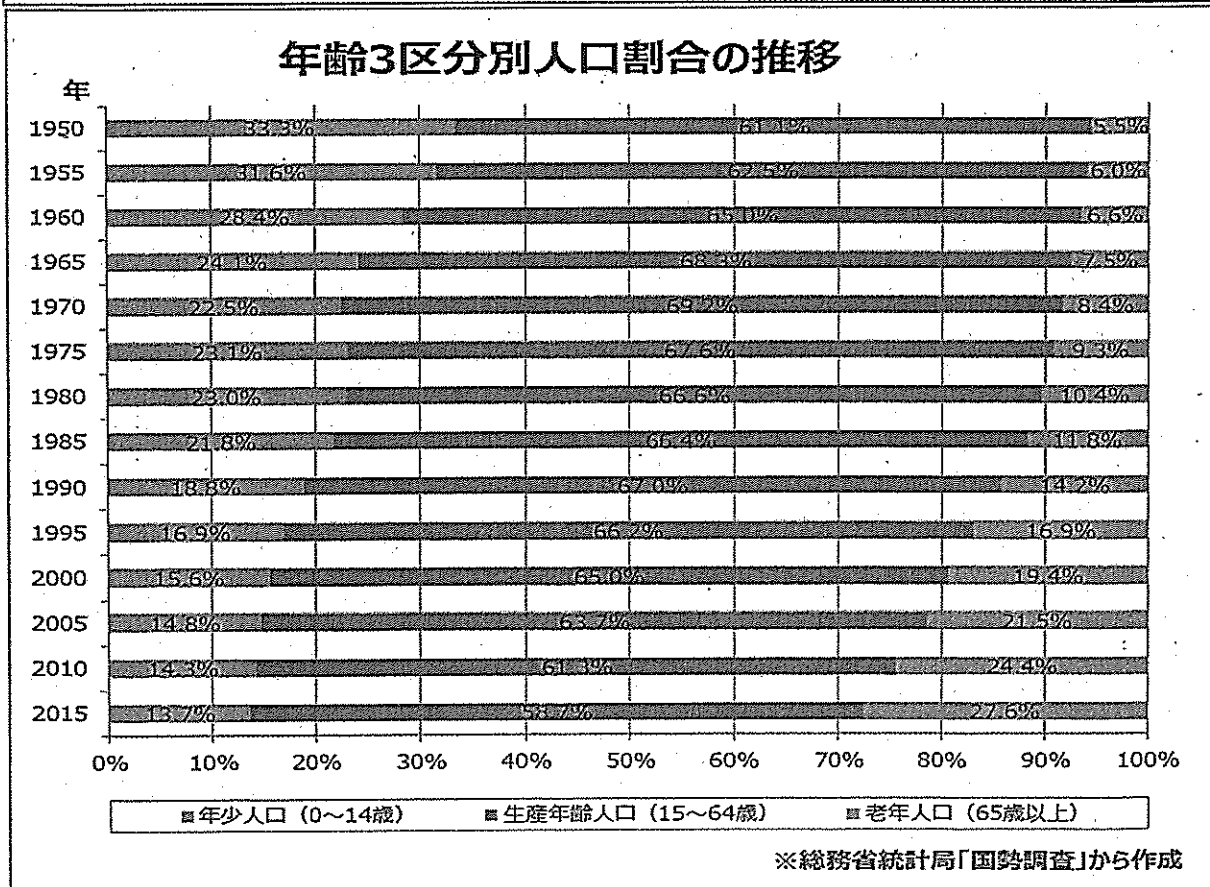 年齢3区分別人口割合の推移
年
1950 33.3% 61.1% 5.5%
1955 31.6% 62.5% 6.0%
1960 28.4% 65.0% 6.6%
1965 24.1% 68.3% 7.5%
1970 22.5% 69.2% 8.4%
1975 23.1% 67.6% 9.3%
1980 23.0% 66.6% 10.4%
1985 21.8% 66.4% 11.8%
1990 18.8% 67.0% 14.2%
1995 16.9% 66.2% 16.9%
2000 15.6% 65.0% 19.4%
2005 14.8% 63.7% 21.5%
2010 14.3% 61.3% 24.4%
2015 13.7% 58.7% 27.6%
0% 10% 20% 30% 40% 50% 60% 70% 80% 90% 100%
■年少人口（0～14歳） ■生産年齢人口（15～64歳） ■老年人口（65歳以上）
※総務省統計局「国勢調査」から作成